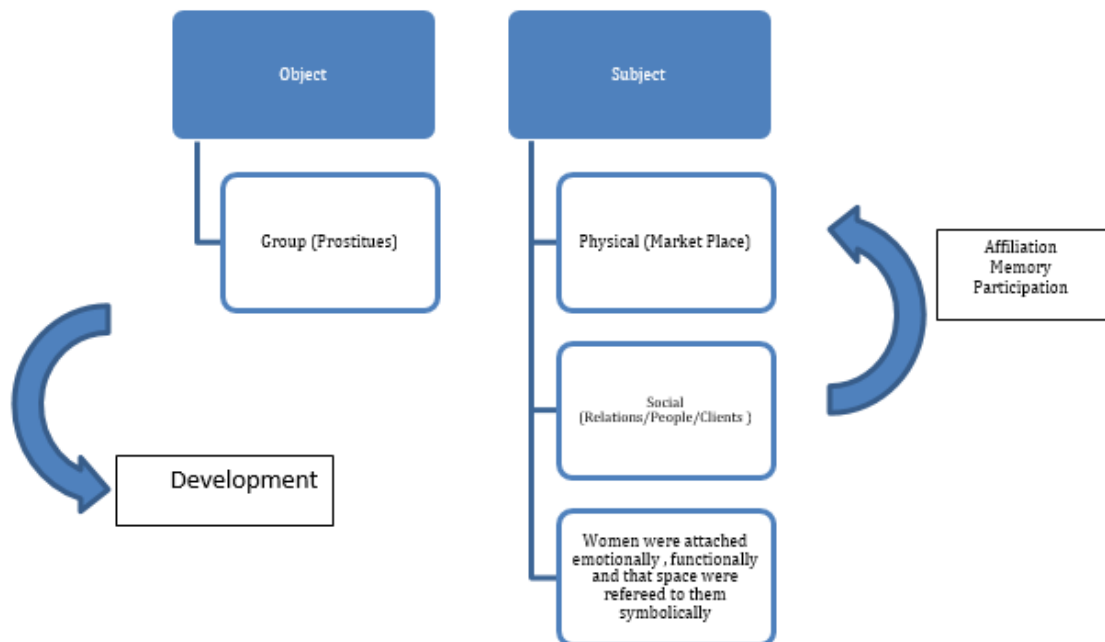 Object
Group (Prostitues)
Development
Subject
Physical (Market Place)
Social
(Relations/People/Clients )
Women were attached
emotionally , functionally
and that space were
refereed to them
symbolically
Affiliation
Memory
Participation